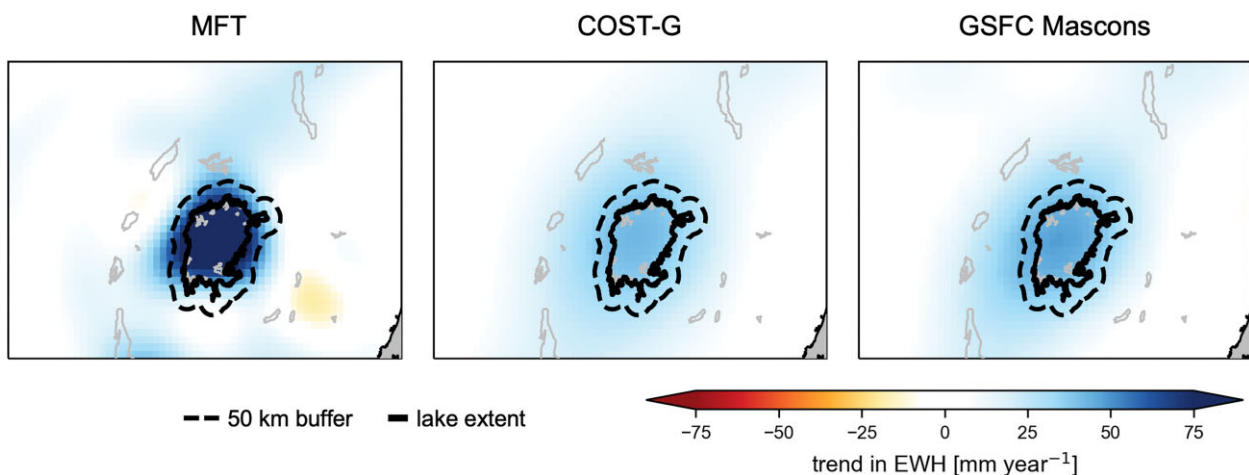 MFT
COST-G
GSFC Mascons
50 km buffer
lake extent
−75
−50
−25
0
25
50
75
trend in EWH [mm year⁻¹]